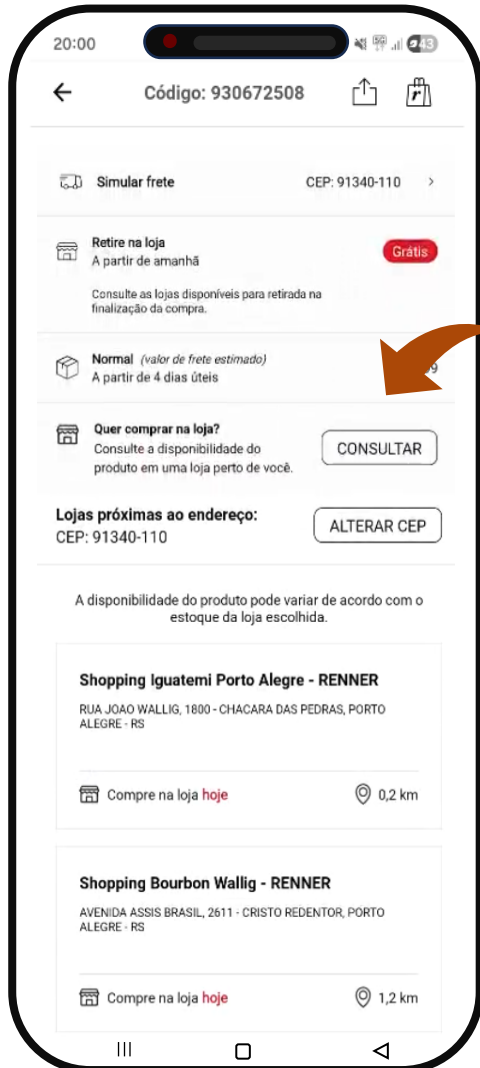 20:00 5G 43
Código: 930672508 r
Simular frete CEP: 91340-110 >
Retire na loja Grátis
A partir de amanhã
Consulte as lojas disponíveis para retirada na
finalização da compra.
Normal (valor de frete estimado) 9
A partir de 4 dias úteis
Quer comprar na loja?
Consulte a disponibilidade do
produto em uma loja perto de você.
CONSULTAR
Lojas próximas ao endereço:
CEP: 91340-110
ALTERAR CEP
A disponibilidade do produto pode variar de acordo com o
estoque da loja escolhida.
Shopping Iguatemi Porto Alegre - RENNER
RUA JOAO WALLIG, 1800 - CHACARA DAS PEDRAS, PORTO
ALEGRE - RS
Compre na loja hoje 0,2 km
Shopping Bourbon Wallig - RENNER
AVENIDA ASSIS BRASIL, 2611 - CRISTO REDENTOR, PORTO
ALEGRE - RS
Compre na loja hoje 1,2 km